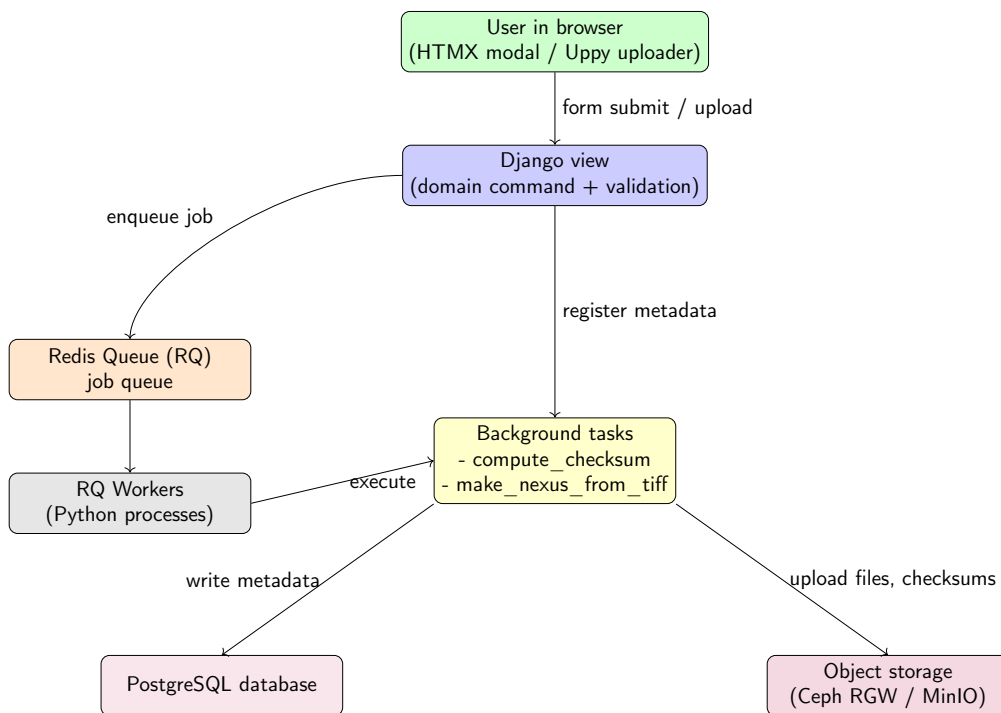 User in browser
(HTMX modal / Uppy uploader)
form submit / upload
Django view
(domain command + validation)
enqueue job
register metadata
Redis Queue (RQ)
job queue
Background tasks
- compute_checksum
- make_nexus_from_tiff
RQ Workers
(Python processes)
execute
write metadata
upload files, checksums
PostgreSQL database
Object storage
(Ceph RGW / MinIO)